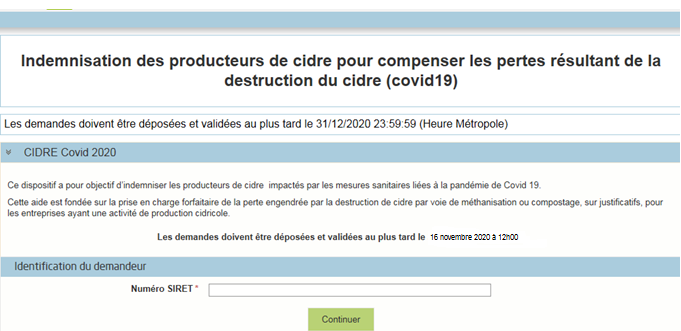 Indemnisation des producteurs de cidre pour compenser les pertes résultant de la
destruction du cidre (covid19)
Les demandes doivent être déposées et validées au plus tard le 31/12/2020 23:59:59 (Heure Métropole)
CIDRE Covid 2020
Ce dispositif a pour objectif d'indemniser les producteurs de cidre impactés par les mesures sanitaires liées à la pandémie de Covid 19.
Cette aide est fondée sur la prise en charge forfaitaire de la perte engendrée par la destruction de cidre par voie de méthanisation ou compostage, sur justificatifs, pour
les entreprises ayant une activité de production cidricole.
Les demandes doivent être déposées et validées au plus tard le 16 novembre 2020 à 12h00
Identification du demandeur
Numéro SIRET *
Continuer